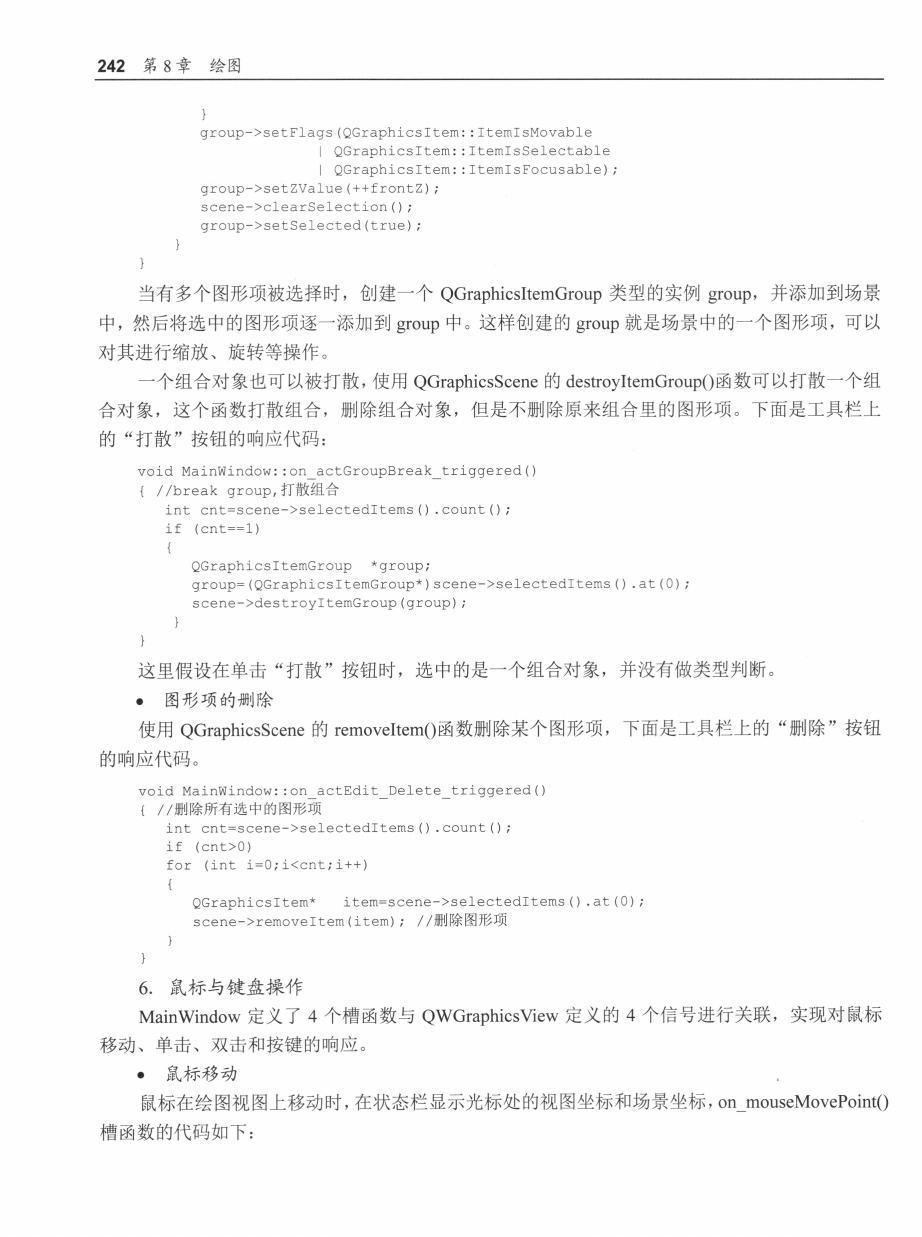 242 第 8 章 绘图
}
group->setFlags(QGraphicsItem::ItemIsMovable
| QGraphicsItem::ItemIsSelectable
| QGraphicsItem::ItemIsFocusable);
group->setZValue(++frontZ);
scene->clearSelection();
group->setSelected(true);
}
}
当有多个图形项被选择时，创建一个 QGraphicsItemGroup 类型的实例 group，并添加到场景
中，然后将选中的图形项逐一添加到 group 中。这样创建的 group 就是场景中的一个图形项，可以
对其进行缩放、旋转等操作。
一个组合对象也可以被打散，使用 QGraphicsScene 的 destroyItemGroup()函数可以打散一个组
合对象，这个函数打散组合，删除组合对象，但是不删除原来组合里的图形项。下面是工具栏上
的“打散”按钮的响应代码：
void MainWindow::on_actGroupBreak_triggered()
{ //break group,打散组合
int cnt=scene->selectedItems().count();
if (cnt==1)
{
QGraphicsItemGroup  *group;
group=(QGraphicsItemGroup*)scene->selectedItems().at(0);
scene->destroyItemGroup(group);
}
}
这里假设在单击“打散”按钮时，选中的是一个组合对象，并没有做类型判断。
● 图形项的删除
使用 QGraphicsScene 的 removeItem()函数删除某个图形项，下面是工具栏上的“删除”按钮
的响应代码。
void MainWindow::on_actEdit_Delete_triggered()
{ //删除所有选中的图形项
int cnt=scene->selectedItems().count();
if (cnt>0)
for (int i=0;i<cnt;i++)
{
QGraphicsItem*   item=scene->selectedItems().at(0);
scene->removeItem(item); //删除图形项
}
}
6. 鼠标与键盘操作
MainWindow 定义了 4 个槽函数与 QWGraphicsView 定义的 4 个信号进行关联，实现对鼠标
移动、单击、双击和按键的响应。
● 鼠标移动
鼠标在绘图视图上移动时，在状态栏显示光标处的视图坐标和场景坐标，on_mouseMovePoint()
槽函数的代码如下：